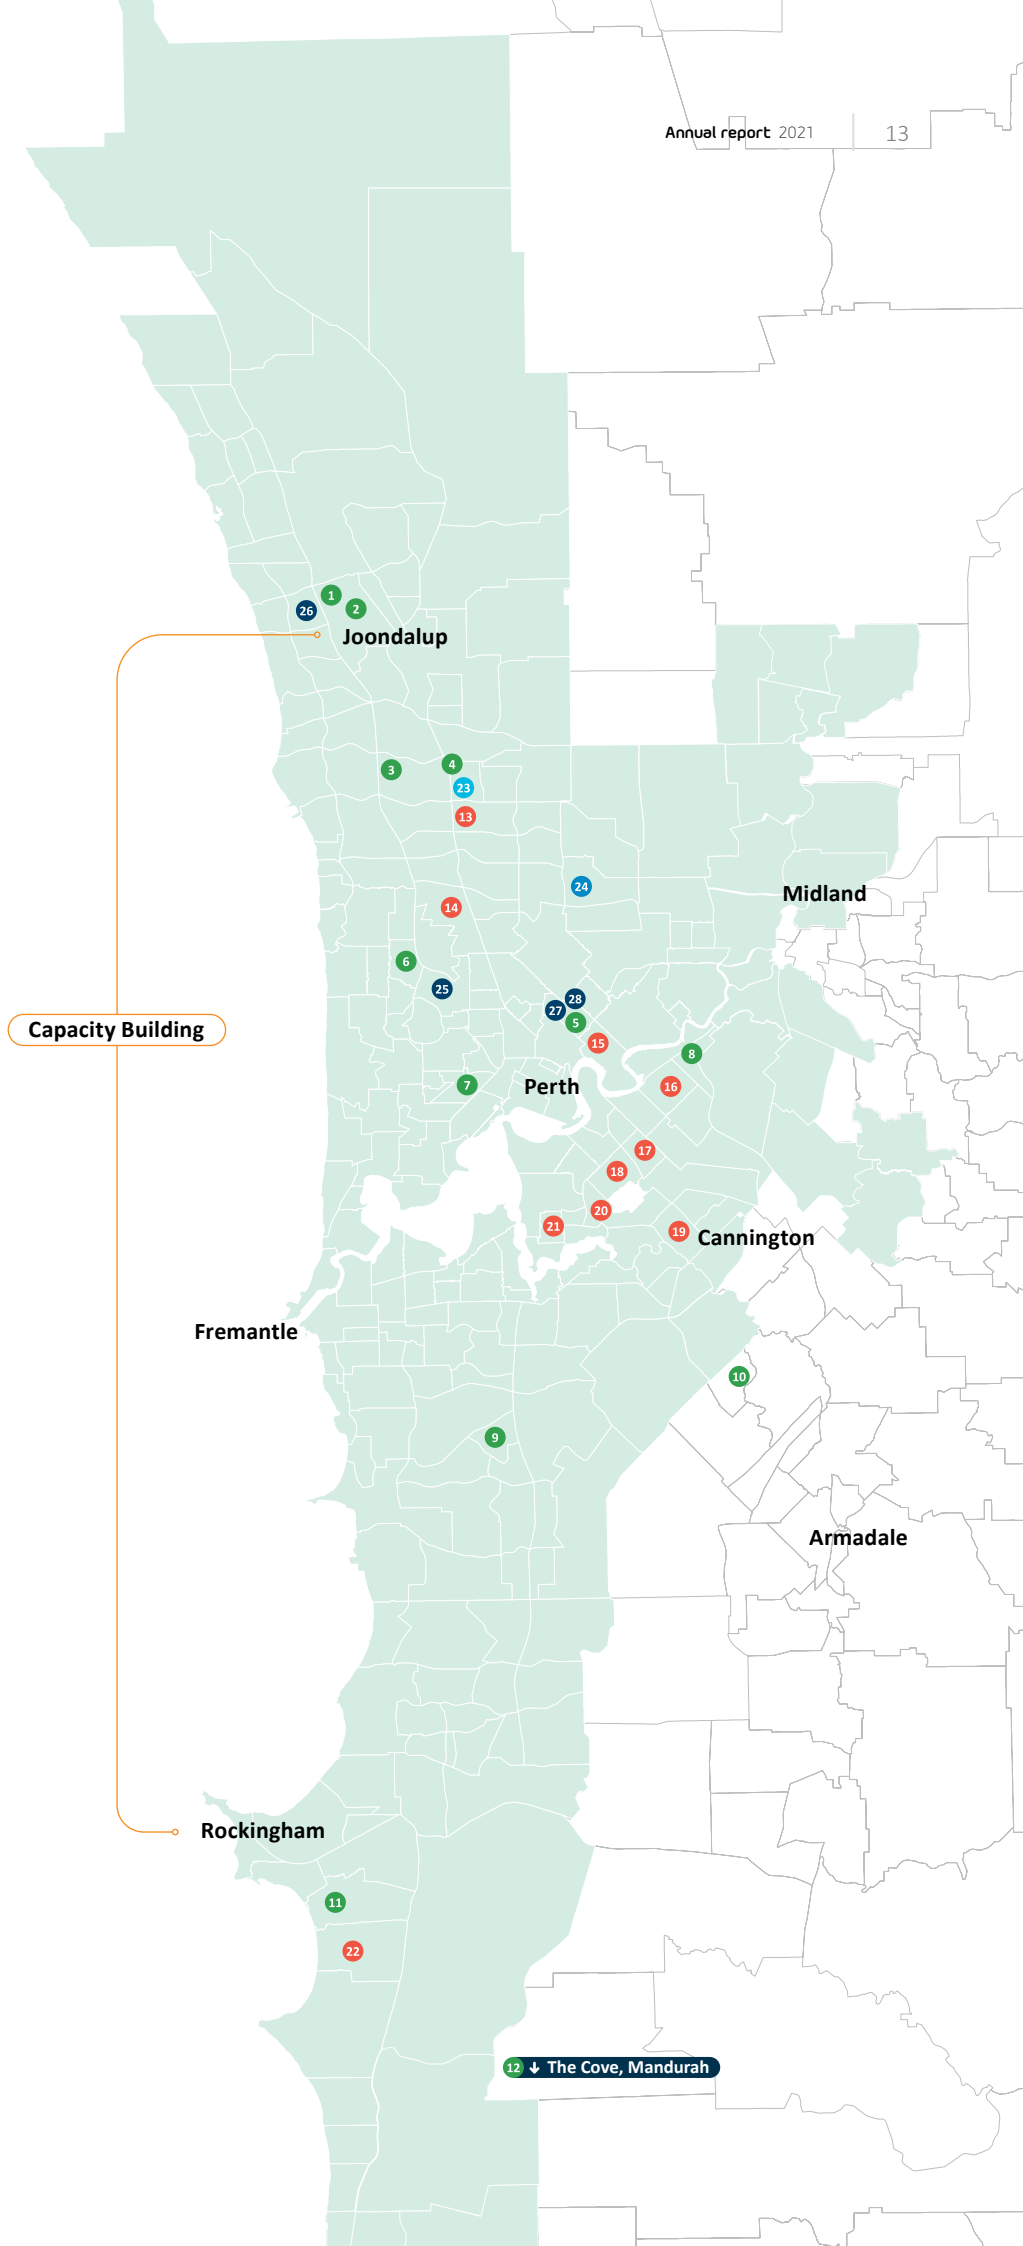 Annual report 2021 13
1
26
2
Joondalup
4
3
23
13
24
Midland
14
6
25
28
27
5
Capacity Building
15
8
7
Perth
16
17
18
20
21
19
Cannington
Fremantle
10
9
Armadale
Rockingham
11
22
12 ↓ The Cove, Mandurah